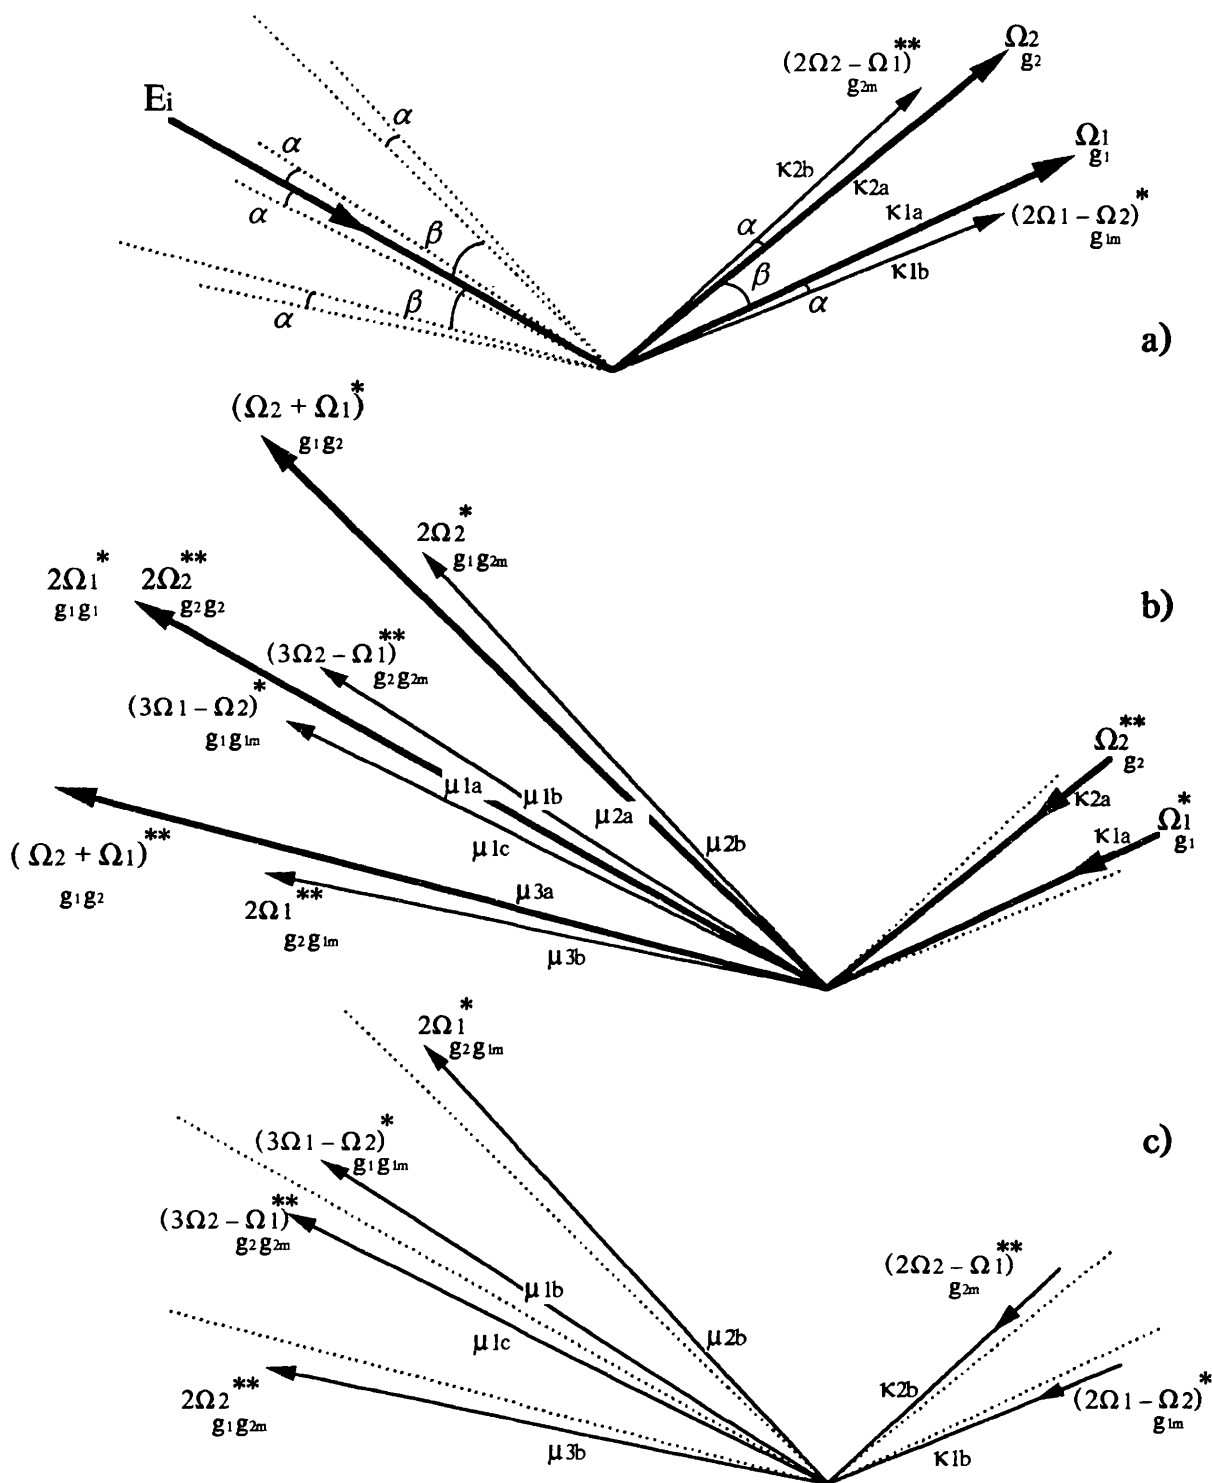 (2Ω2 − Ω1)**
g2m
Ω2
g2
Ei
α
α
α
β
β
α
κ2b
κ2a
κ1a
Ω1
g1
(2Ω1 − Ω2)*
g1m
κ1b
α
β
α
a)
(Ω2 + Ω1)*
g1g2
2Ω2*
g1g2m
2Ω1*
g1g1
2Ω2**
g2g2
b)
(3Ω2 − Ω1)**
g2g2m
(3Ω1 − Ω2)*
g1g1m
Ω2**
g2
κ2a
Ω1*
g1
κ1a
μ1a
μ1b
μ2a
μ2b
μ1c
(Ω2 + Ω1)**
g1g2
μ3a
2Ω1**
g2g1m
μ3b
2Ω1*
g2g1m
c)
(3Ω1 − Ω2)*
g1g1m
(3Ω2 − Ω1)**
g2g2m
(2Ω2 − Ω1)**
g2m
μ1b
μ1c
μ2b
2Ω2**
g1g2m
κ2b
(2Ω1 − Ω2)*
g1m
μ3b
κ1b